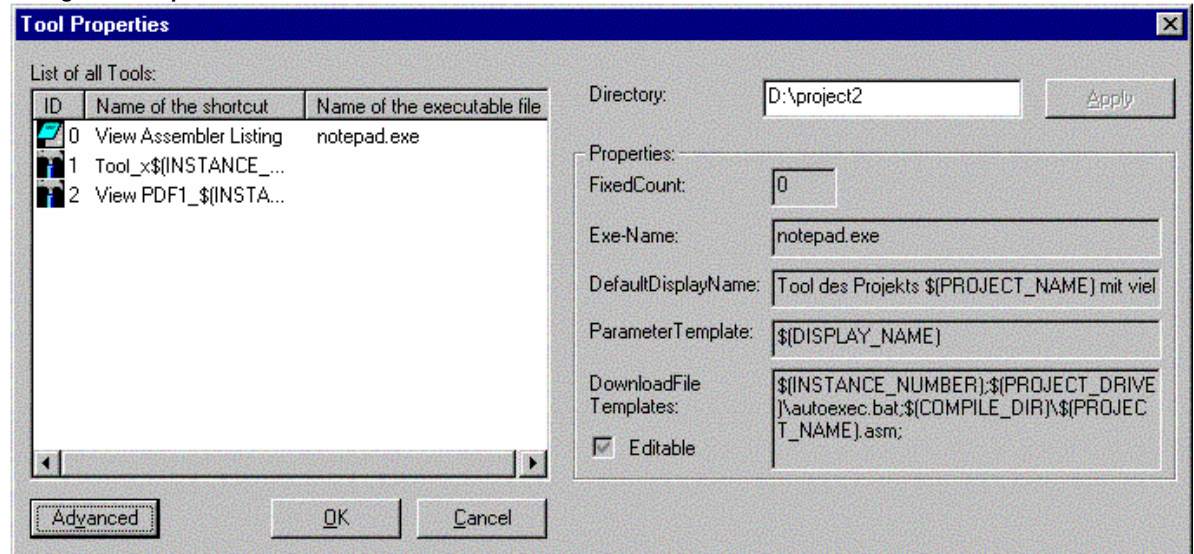 Tool Properties
List of all Tools:
ID Name of the shortcut Name of the executable file
0 View Assembler Listing notepad.exe
1 Tool_x$(INSTANCE_...
2 View PDF1_$(INSTA...
Advanced OK Cancel
Directory: D:\project2 Apply
Properties:
FixedCount: 0
Exe-Name: notepad.exe
DefaultDisplayName: Tool des Projekts $(PROJECT_NAME) mit viel
ParameterTemplate: $(DISPLAY_NAME)
DownloadFile
Templates:
$(INSTANCE_NUMBER);$(PROJECT_DRIVE
)\autoexec.bat;$(COMPILE_DIR)\$(PROJEC
T_NAME).asm;
Editable